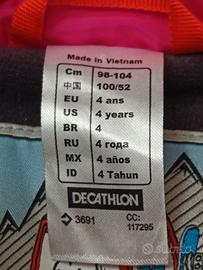 Made in Vietnam
Cm 98-104
中国 100/52
EU 4 ans
US 4 years
BR 4
RU 4 года
MX 4 años
ID 4 Tahun
DECATHLON
3691 CC: 117295
subito